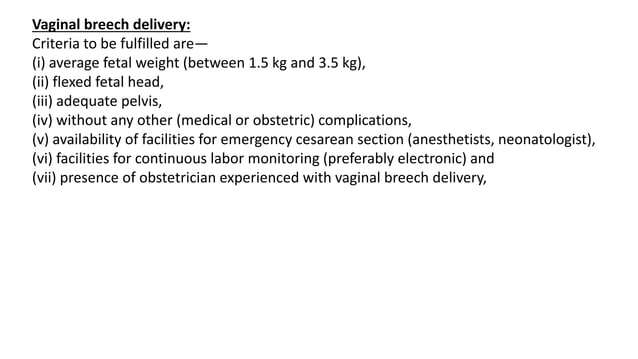 Vaginal breech delivery:
Criteria to be fulfilled are—
(i) average fetal weight (between 1.5 kg and 3.5 kg),
(ii) flexed fetal head,
(iii) adequate pelvis,
(iv) without any other (medical or obstetric) complications,
(v) availability of facilities for emergency cesarean section (anesthetists, neonatologist),
(vi) facilities for continuous labor monitoring (preferably electronic) and
(vii) presence of obstetrician experienced with vaginal breech delivery,